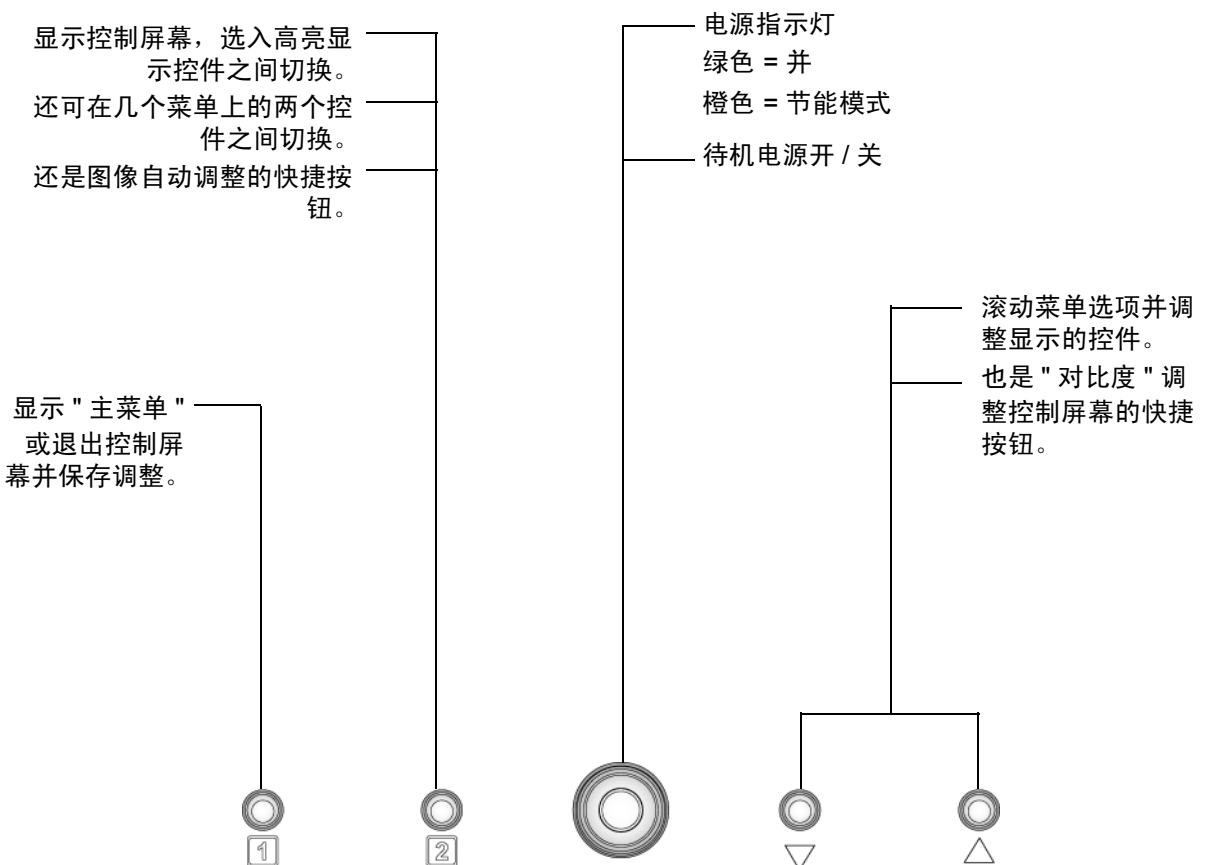 显示控制屏幕，选入高亮显
示控件之间切换。
还可在几个菜单上的两个控
件之间切换。
还是图像自动调整的快捷按
钮。
电源指示灯
绿色 = 并
橙色 = 节能模式
待机电源开 / 关
滚动菜单选项并调
整显示的控件。
也是 " 对比度 " 调
整控制屏幕的快捷
按钮。
显示 " 主菜单 "
或退出控制屏
幕并保存调整。
1
2